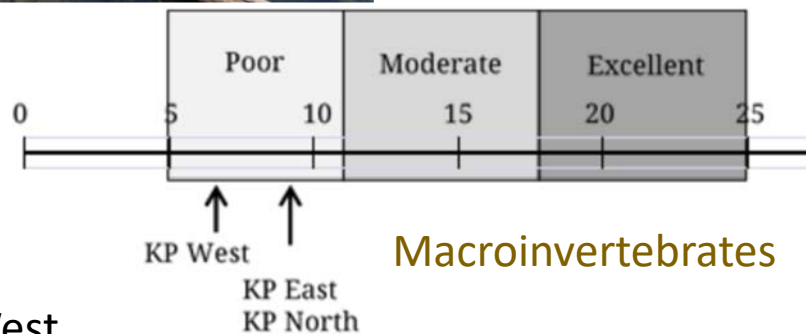 Poor Moderate Excellent
0 5 10 15 20 25
KP West
KP East
KP North
Macroinvertebrates